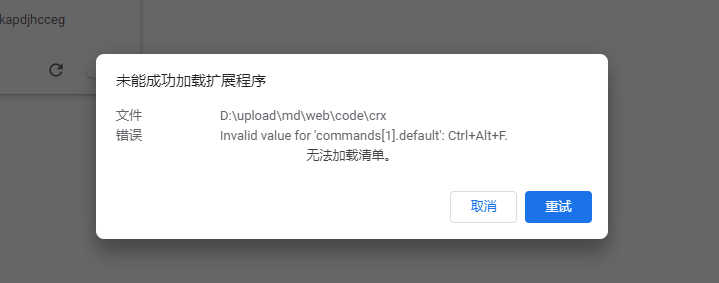 kapdjhcceg
未能成功加载扩展程序
文件 D:\upload\md\web\code\crx
错误 Invalid value for 'commands[1].default': Ctrl+Alt+F.
无法加载清单。
取消 重试